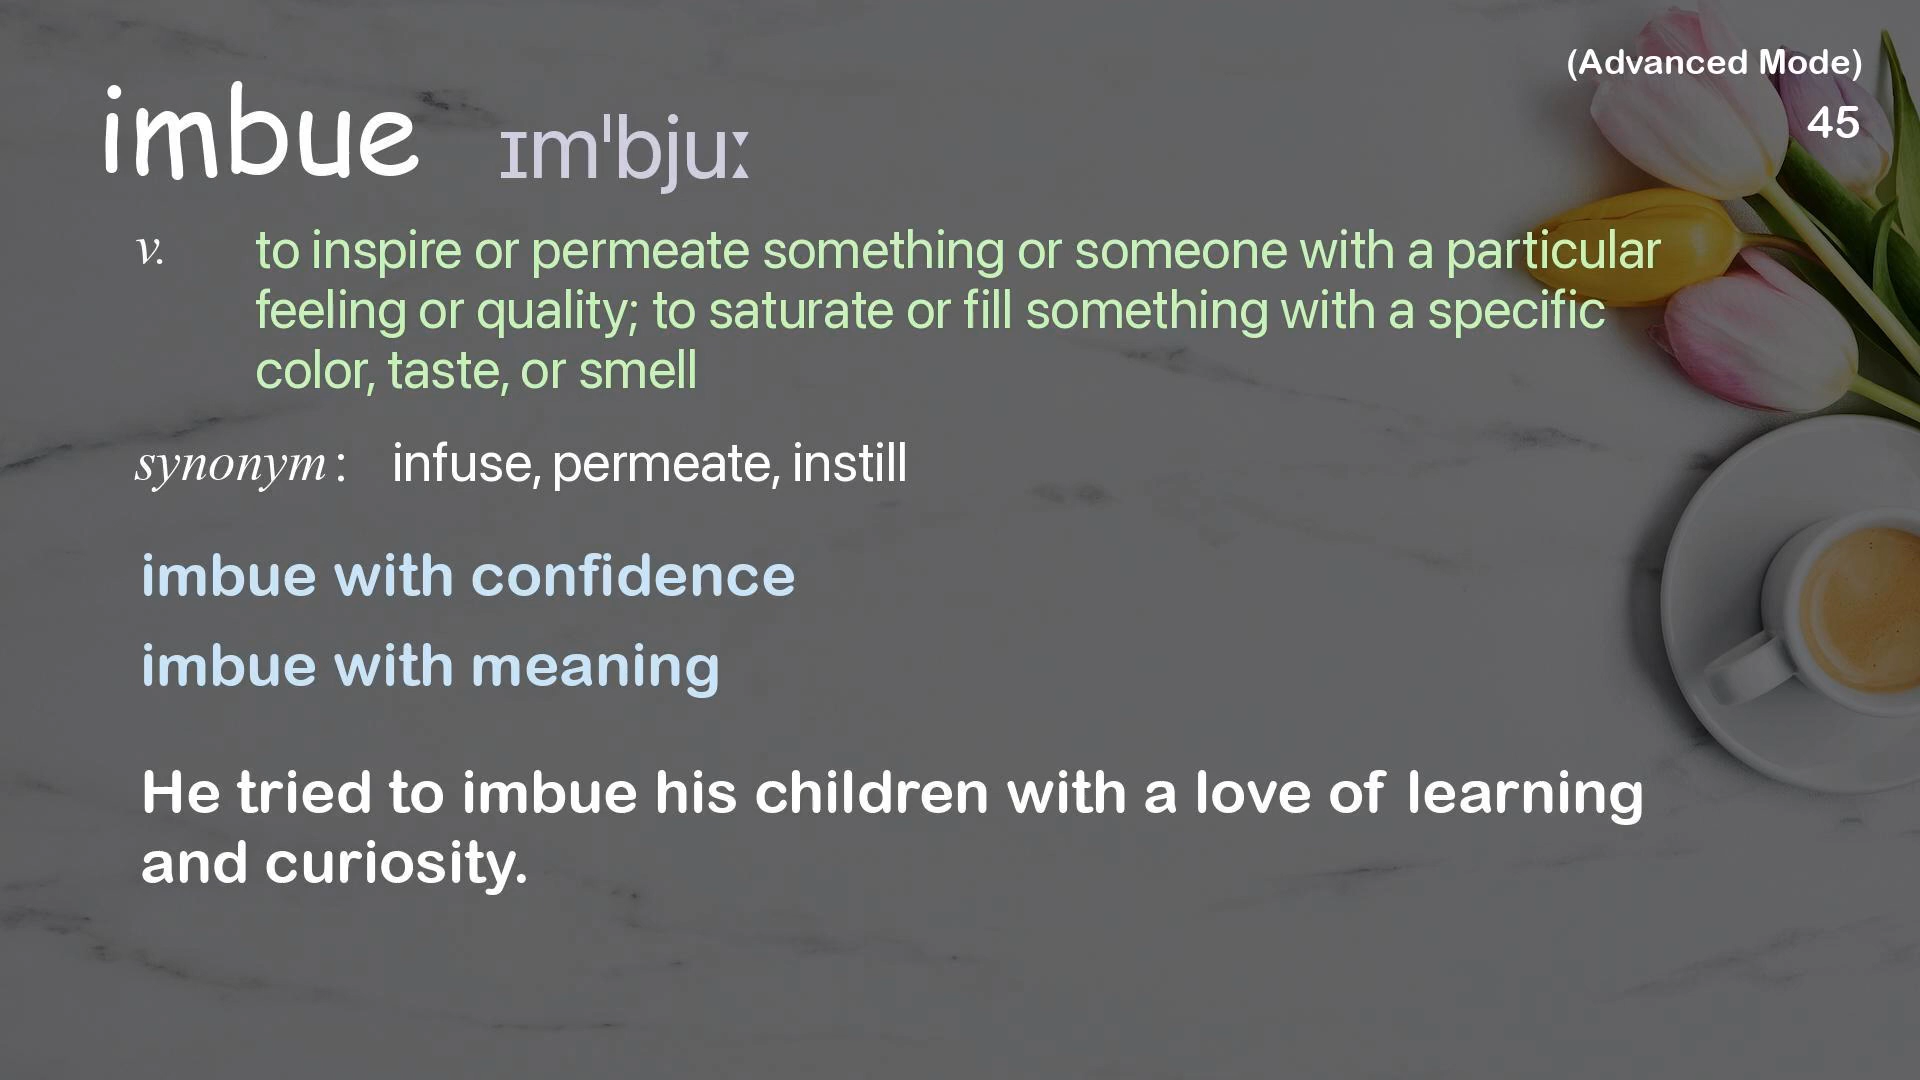 (Advanced Mode)
45
imbue ɪmˈbjuː
v. to inspire or permeate something or someone with a particular
feeling or quality; to saturate or fill something with a specific
color, taste, or smell
synonym: infuse, permeate, instill
imbue with confidence
imbue with meaning
He tried to imbue his children with a love of learning
and curiosity.